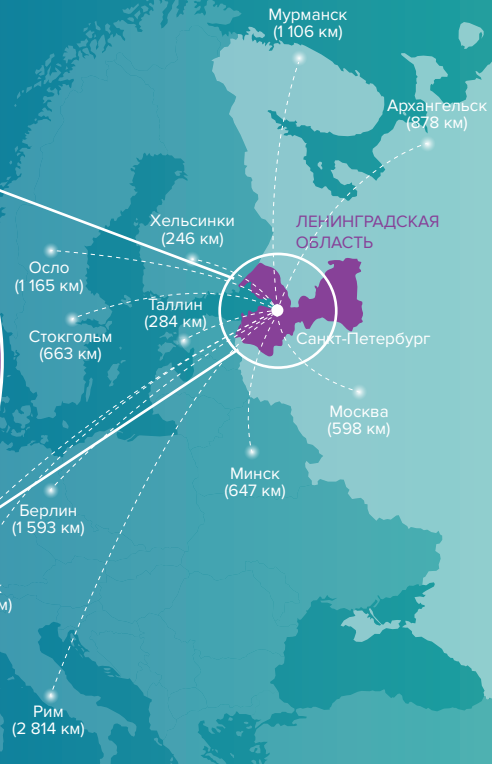 Мурманск
(1 106 км)
Архангельск
(878 км)
ЛЕНИНГРАДСКАЯ
ОБЛАСТЬ
Хельсинки
(246 км)
Осло
(1 165 км)
Таллин
(284 км)
Стокгольм
(663 км)
Санкт-Петербург
Москва
(598 км)
Минск
(647 км)
Берлин
(1 593 км)
м)
Рим
(2 814 км)